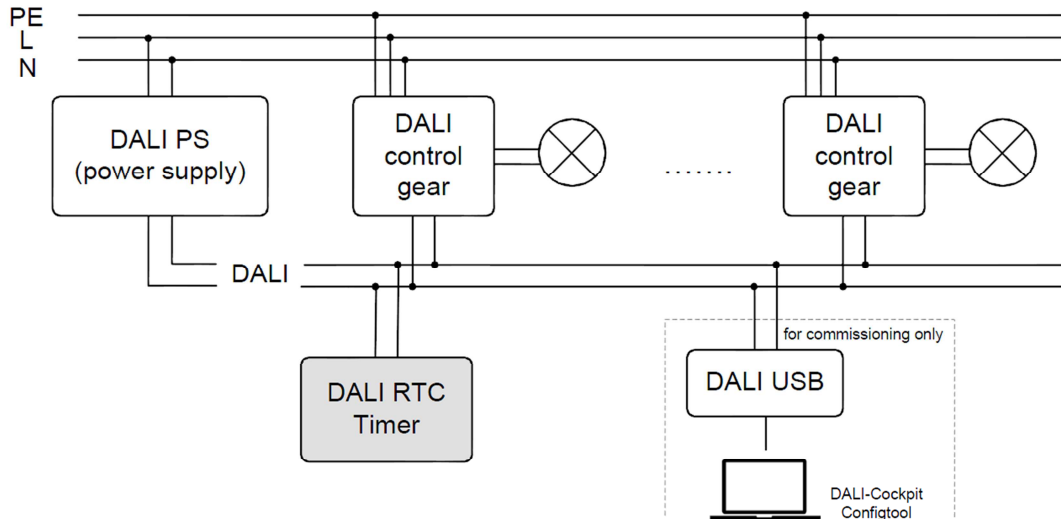 PE
L
N
DALI PS
(power supply)
DALI
control
gear
.......
DALI
control
gear
DALI
for commissioning only
DALI RTC
Timer
DALI USB
DALI-Cockpit
Configtool